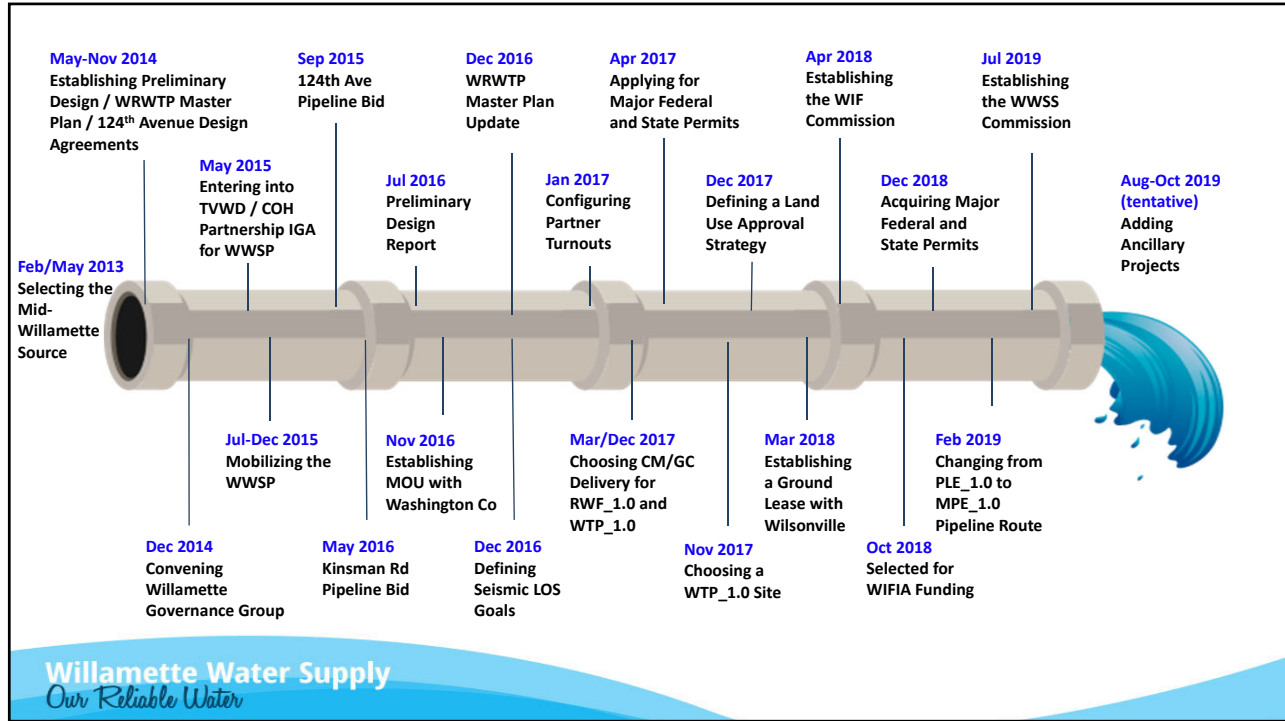 May-Nov 2014
Establishing Preliminary
Design / WRWTP Master
Plan / 124th Avenue Design
Agreements
Sep 2015
124th Ave
Pipeline Bid
Dec 2016
WRWTP
Master Plan
Update
Apr 2017
Applying for
Major Federal
and State Permits
Apr 2018
Establishing
the WIF
Commission
Jul 2019
Establishing
the WWSS
Commission
May 2015
Entering into
TVWD / COH
Partnership IGA
for WWSP
Jul 2016
Preliminary
Design
Report
Jan 2017
Configuring
Partner
Turnouts
Dec 2017
Defining a Land
Use Approval
Strategy
Dec 2018
Acquiring Major
Federal and
State Permits
Aug-Oct 2019
(tentative)
Adding
Ancillary
Projects
Feb/May 2013
Selecting the
Mid-
Willamette
Source
Jul-Dec 2015
Mobilizing the
WWSP
Nov 2016
Establishing
MOU with
Washington Co
Mar/Dec 2017
Choosing CM/GC
Delivery for
RWF_1.0 and
WTP_1.0
Mar 2018
Establishing
a Ground
Lease with
Wilsonville
Feb 2019
Changing from
PLE_1.0 to
MPE_1.0
Pipeline Route
Dec 2014
Convening
Willamette
Governance Group
May 2016
Kinsman Rd
Pipeline Bid
Dec 2016
Defining
Seismic LOS
Goals
Nov 2017
Choosing a
WTP_1.0 Site
Oct 2018
Selected for
WIFIA Funding
Willamette Water Supply
Our Reliable Water